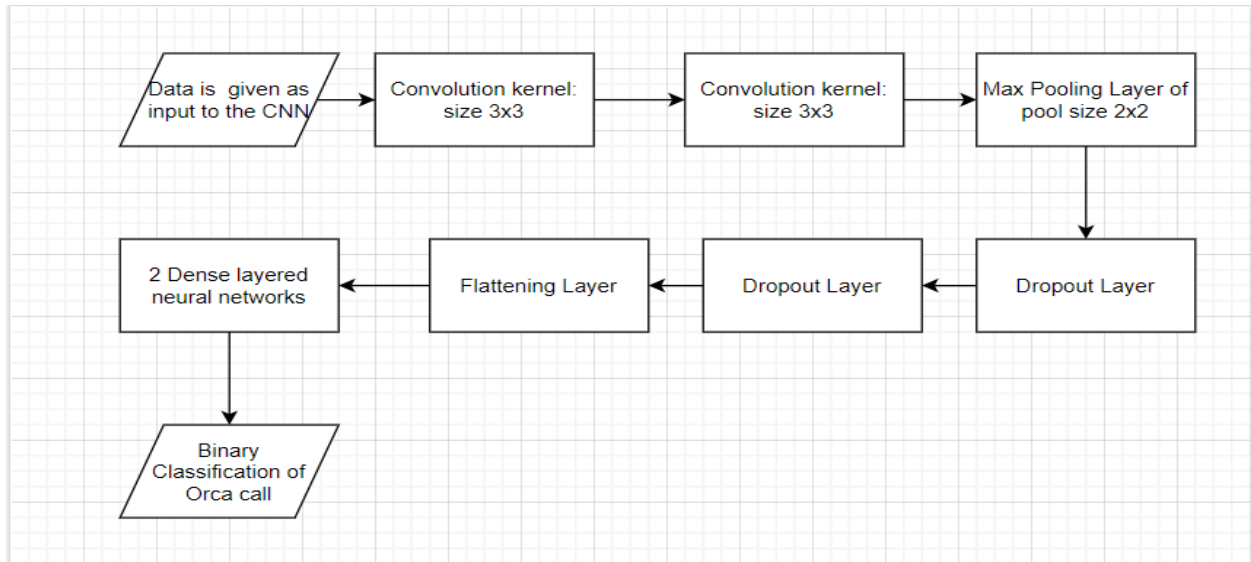 Data is given as
input to the CNN
Convolution kernel:
size 3x3
Convolution kernel:
size 3x3
Max Pooling Layer of
pool size 2x2
Dropout Layer
Dropout Layer
Flattening Layer
2 Dense layered
neural networks
Binary
Classification of
Orca call